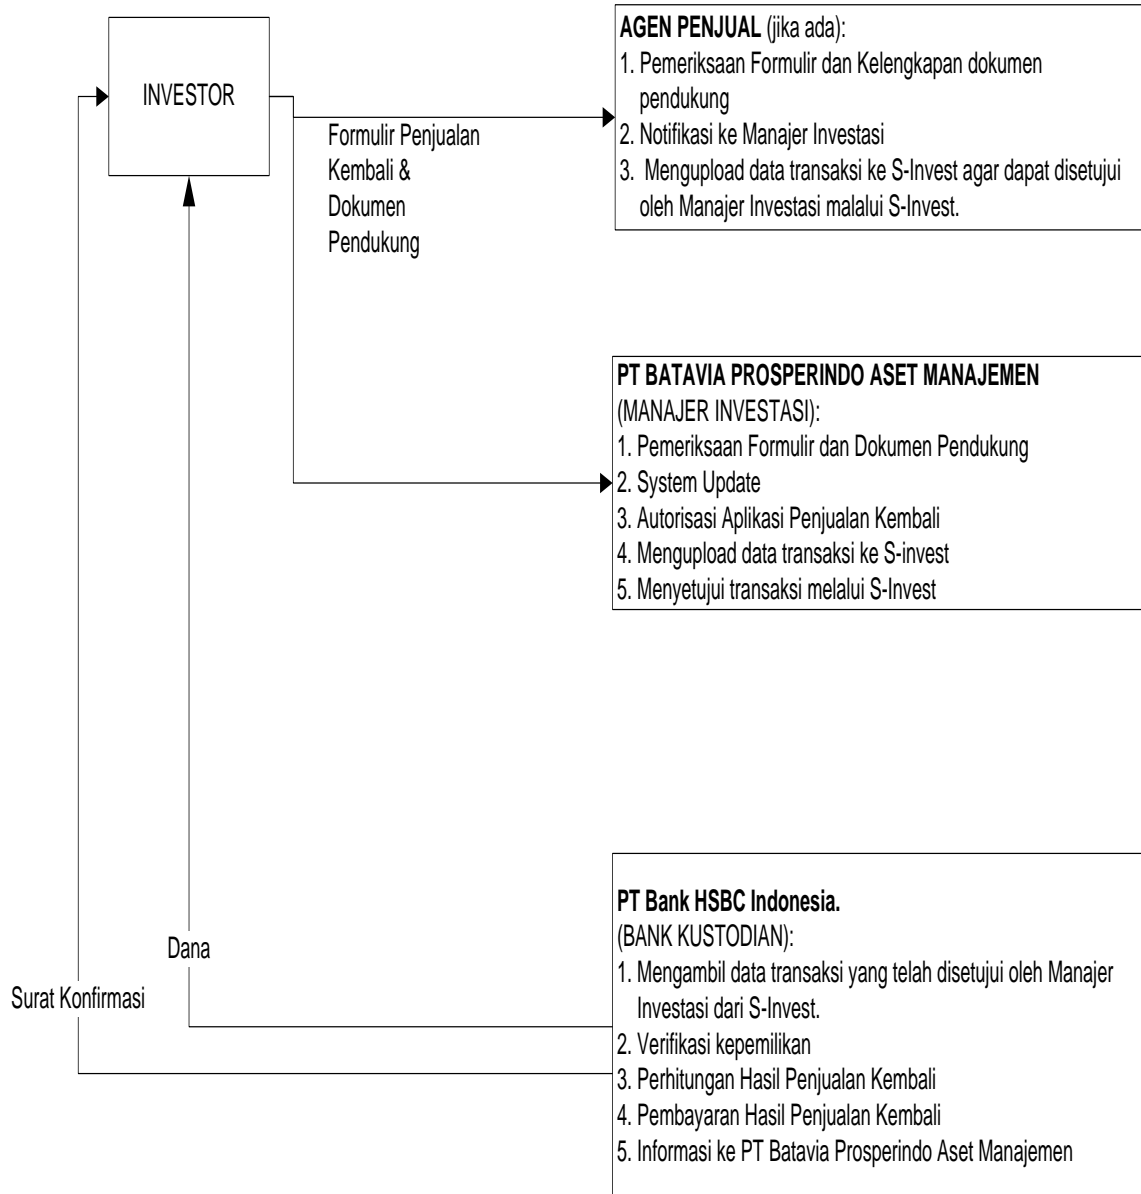 INVESTOR
Formulir Penjualan
Kembali &
Dokumen
Pendukung
AGEN PENJUAL (jika ada):
1. Pemeriksaan Formulir dan Kelengkapan dokumen
pendukung
2. Notifikasi ke Manajer Investasi
3. Mengupload data transaksi ke S-Invest agar dapat disetujui
oleh Manajer Investasi malalui S-Invest.
PT BATAVIA PROSPERINDO ASET MANAJEMEN
(MANAJER INVESTASI):
1. Pemeriksaan Formulir dan Dokumen Pendukung
2. System Update
3. Autorisasi Aplikasi Penjualan Kembali
4. Mengupload data transaksi ke S-invest
5. Menyetujui transaksi melalui S-Invest
Dana
Surat Konfirmasi
PT Bank HSBC Indonesia.
(BANK KUSTODIAN):
1. Mengambil data transaksi yang telah disetujui oleh Manajer
Investasi dari S-Invest.
2. Verifikasi kepemilikan
3. Perhitungan Hasil Penjualan Kembali
4. Pembayaran Hasil Penjualan Kembali
5. Informasi ke PT Batavia Prosperindo Aset Manajemen